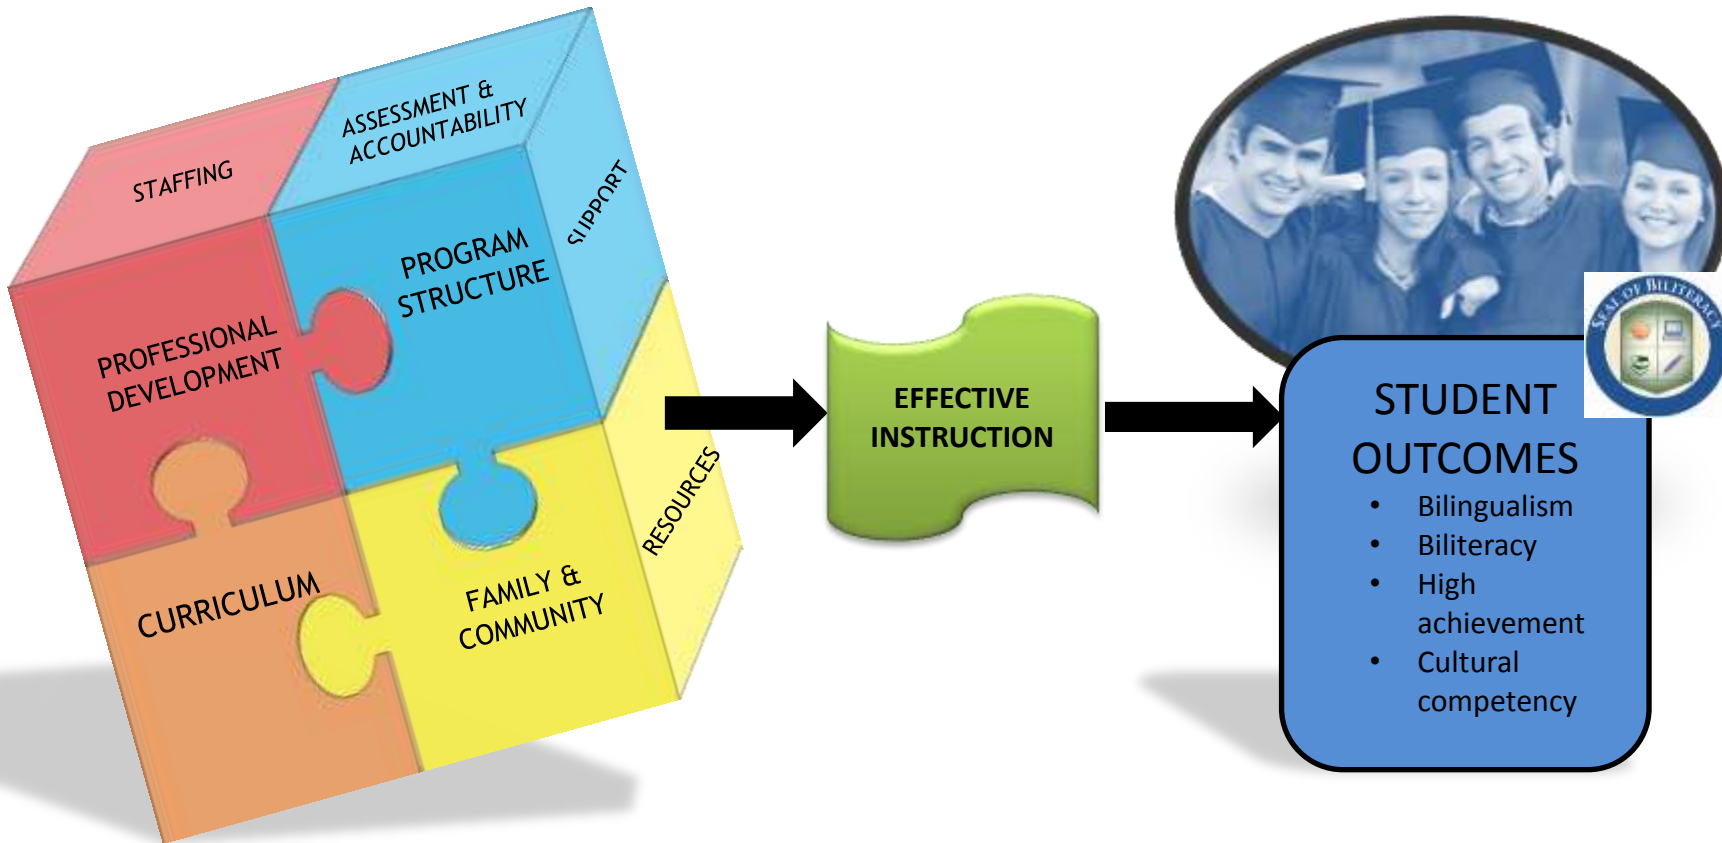 STAFFING
ASSESSMENT &
ACCOUNTABILITY
SUPPORT
PROGRAM
STRUCTURE
PROFESSIONAL
DEVELOPMENT
RESOURCES
CURRICULUM
FAMILY &
COMMUNITY
EFFECTIVE
INSTRUCTION
SEAL OF BILITERACY
STUDENT
OUTCOMES
• Bilingualism
• Biliteracy
• High
achievement
• Cultural
competency